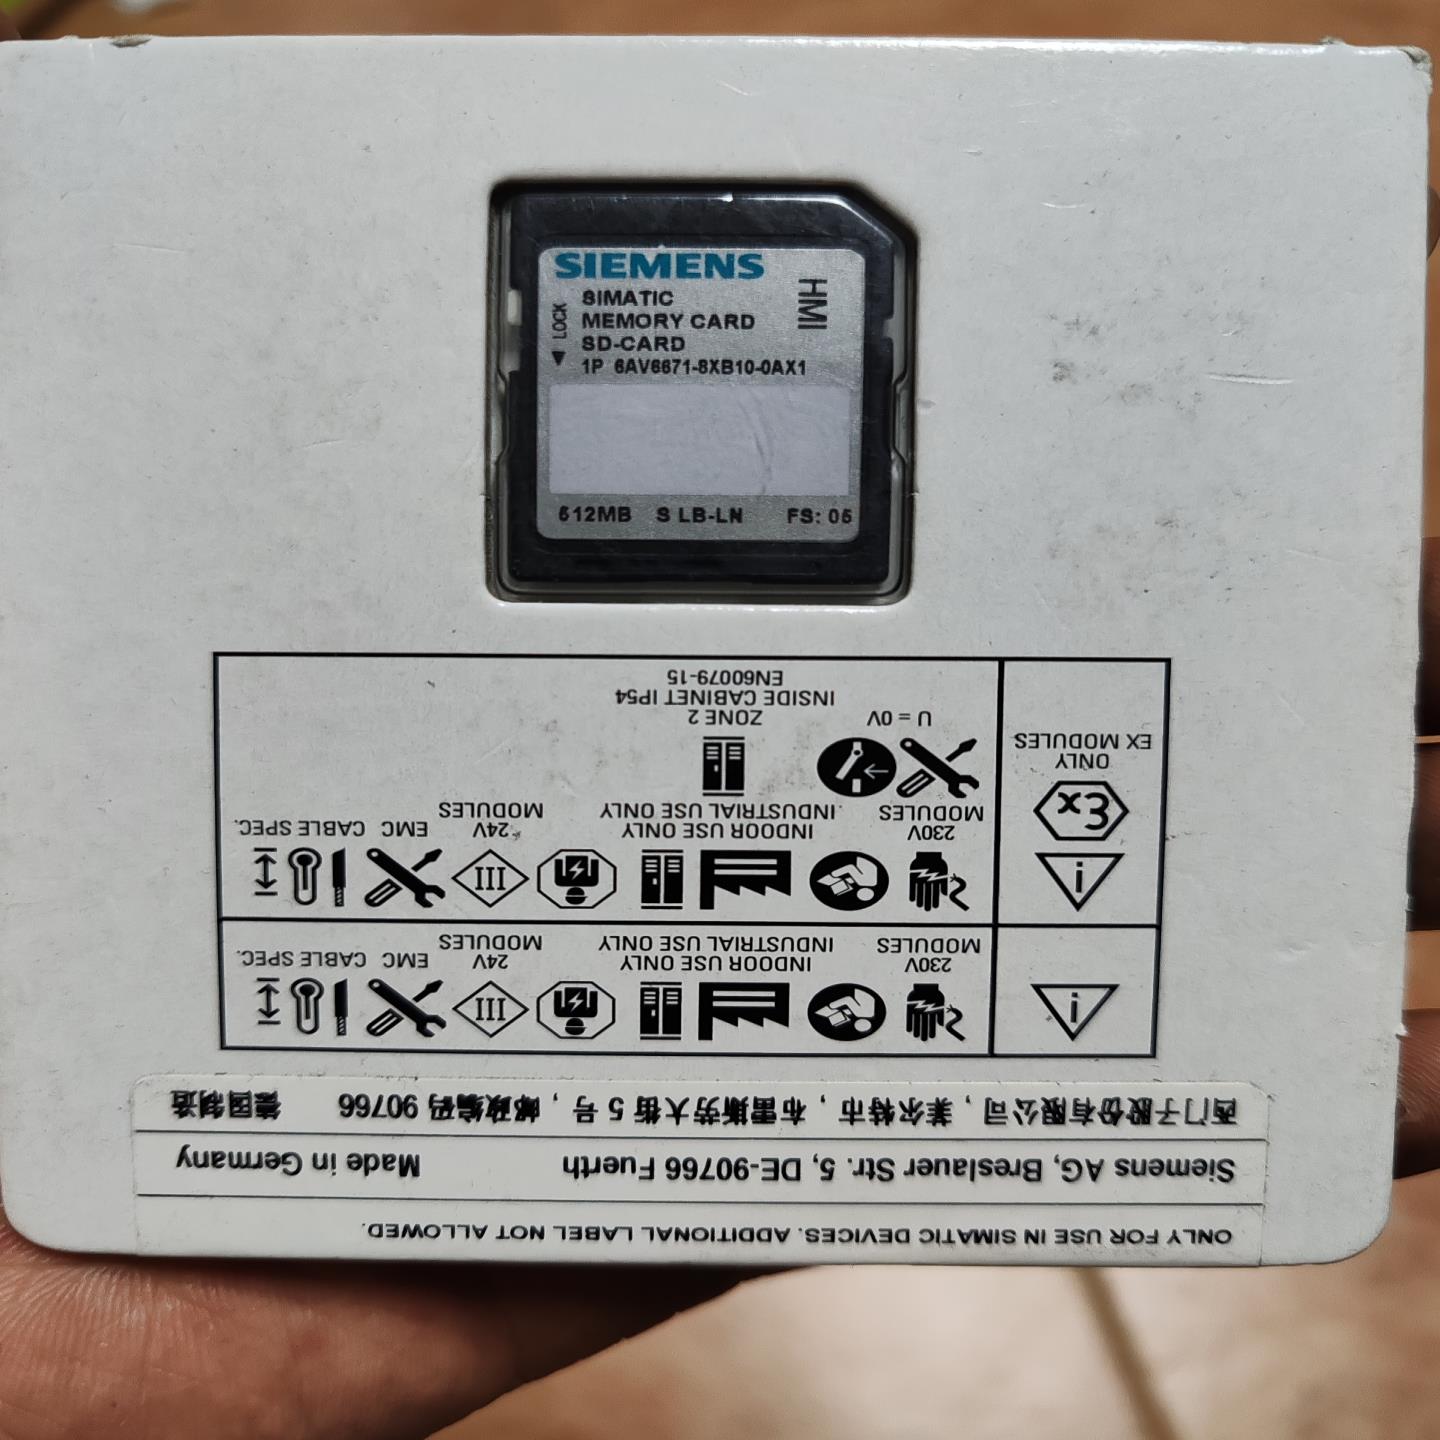 SIEMENS
HMI
SIMATIC
MEMORY CARD
SD-CARD
1P 6AV6671-8XB10-0AX1
LOCK
512MB S LB-LN FS: 05
ONLY FOR USE IN SIMATIC DEVICES. ADDITIONAL LABEL NOT ALLOWED.
Siemens AG, Breslauer Str. 5, DE-90766 Fuerth Made in Germany
西门子股份有限公司，莱尔特市，布雷斯劳大街 5 号，邮政编码 90766 德国制造
i
III
230V
MODULES
INDOOR USE ONLY
INDUSTRIAL USE ONLY
24V
MODULES
EMC
CABLE SPEC.
i
Ex
ONLY
EX MODULES
III
230V
MODULES
INDOOR USE ONLY
INDUSTRIAL USE ONLY
24V
MODULES
EMC
CABLE SPEC.
U = 0V
ZONE 2
INSIDE CABINET IP54
EN60079-15